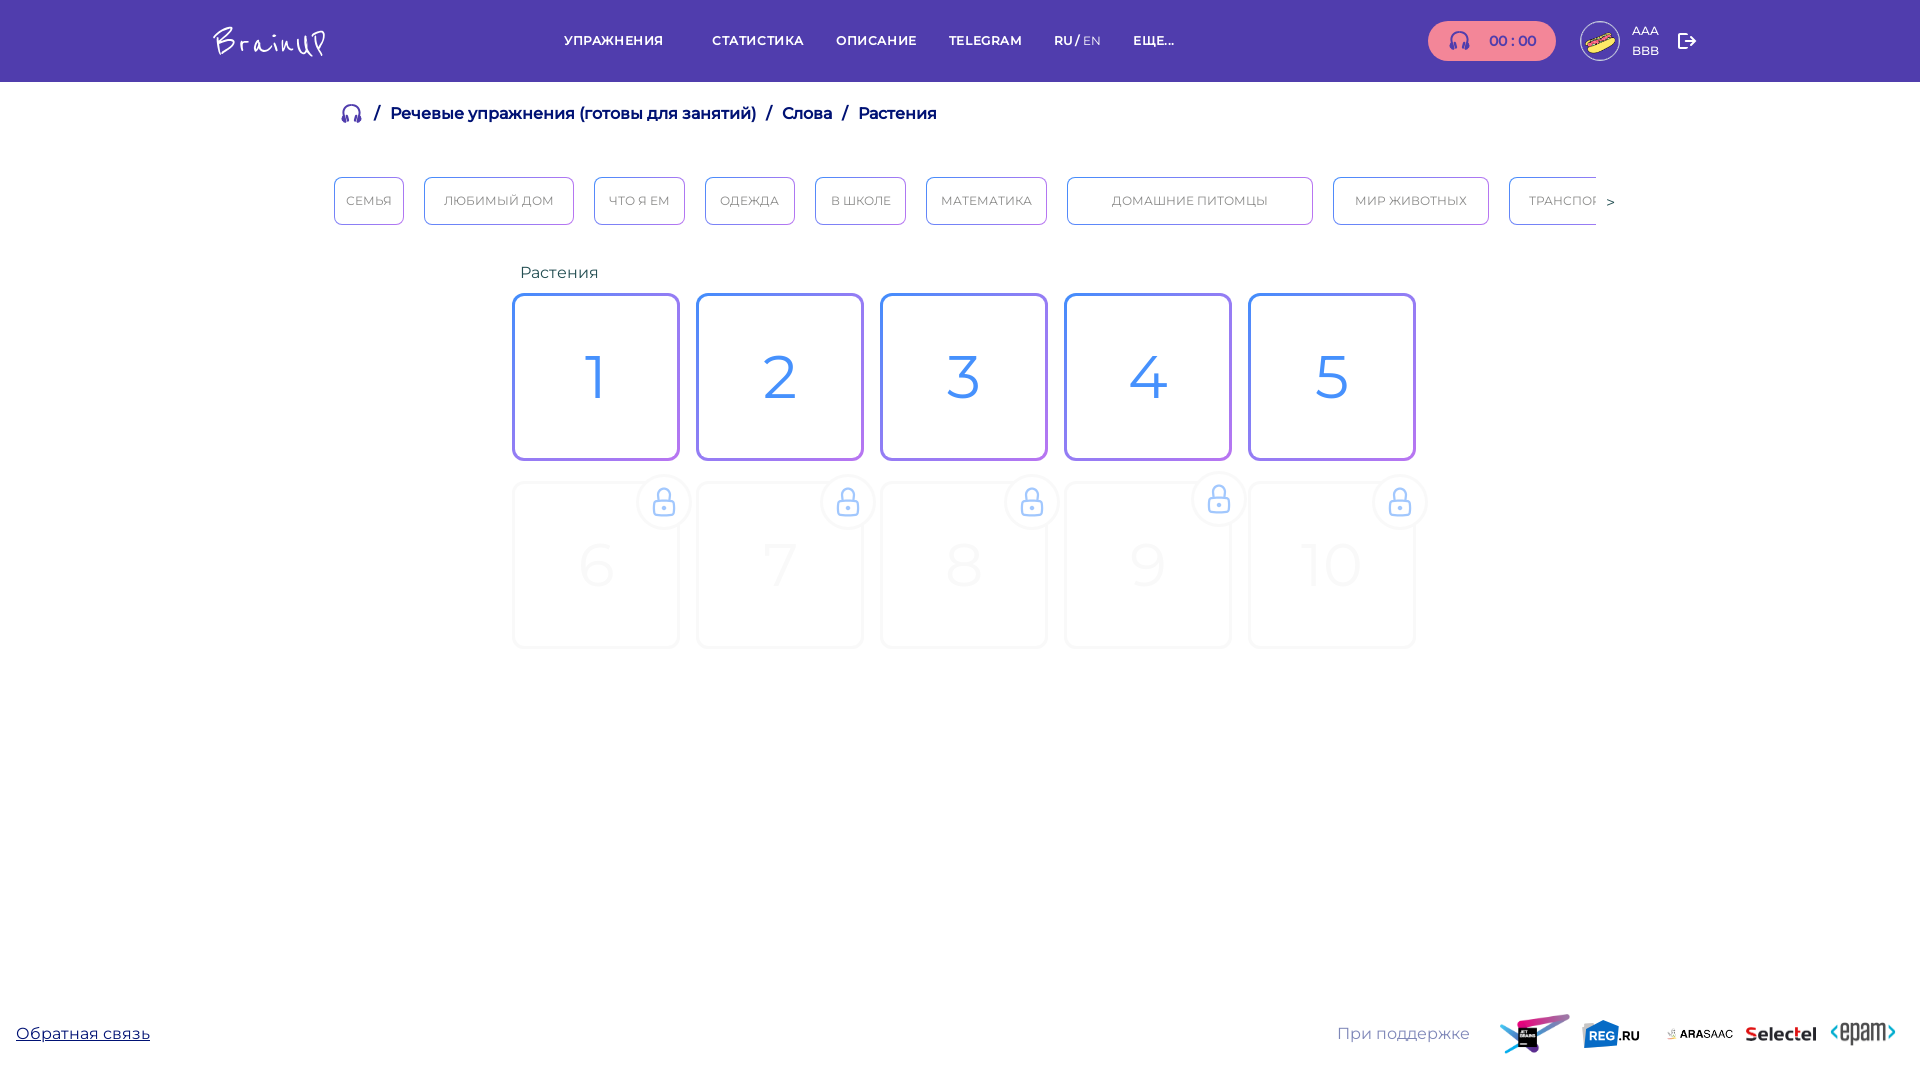 BrainUP
УПРАЖНЕНИЯ СТАТИСТИКА ОПИСАНИЕ TELEGRAM RU / EN ЕЩЕ...
00 : 00
AAA
BBB
/ Речевые упражнения (готовы для занятий) / Слова / Растения
СЕМЬЯ ЛЮБИМЫЙ ДОМ ЧТО Я ЕМ ОДЕЖДА В ШКОЛЕ МАТЕМАТИКА ДОМАШНИЕ ПИТОМЦЫ МИР ЖИВОТНЫХ ТРАНСПОР >
Растения
1 2 3 4 5
6 7 8 9 10
Обратная связь
При поддержке
JET BRAINS
REG.RU
ARASAAC
Selectel
<epam>